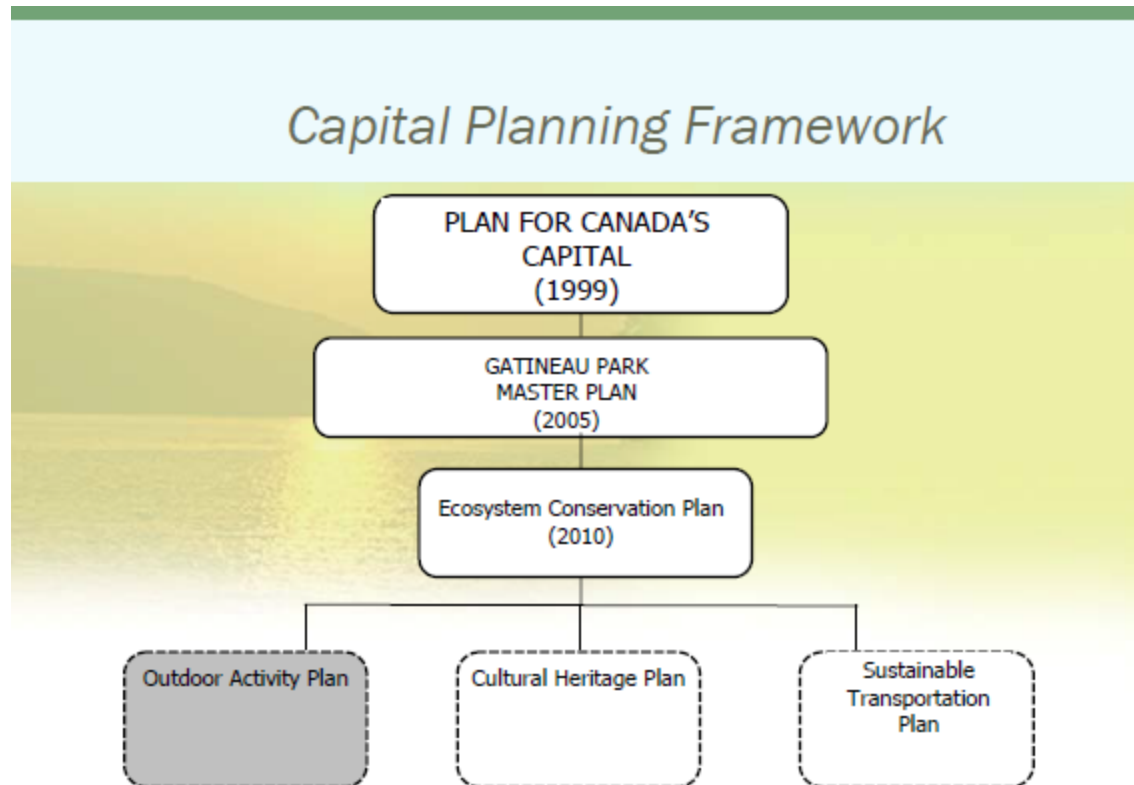 Capital Planning Framework
PLAN FOR CANADA'S
CAPITAL
(1999)
GATINEAU PARK
MASTER PLAN
(2005)
Ecosystem Conservation Plan
(2010)
Outdoor Activity Plan
Cultural Heritage Plan
Sustainable
Transportation
Plan